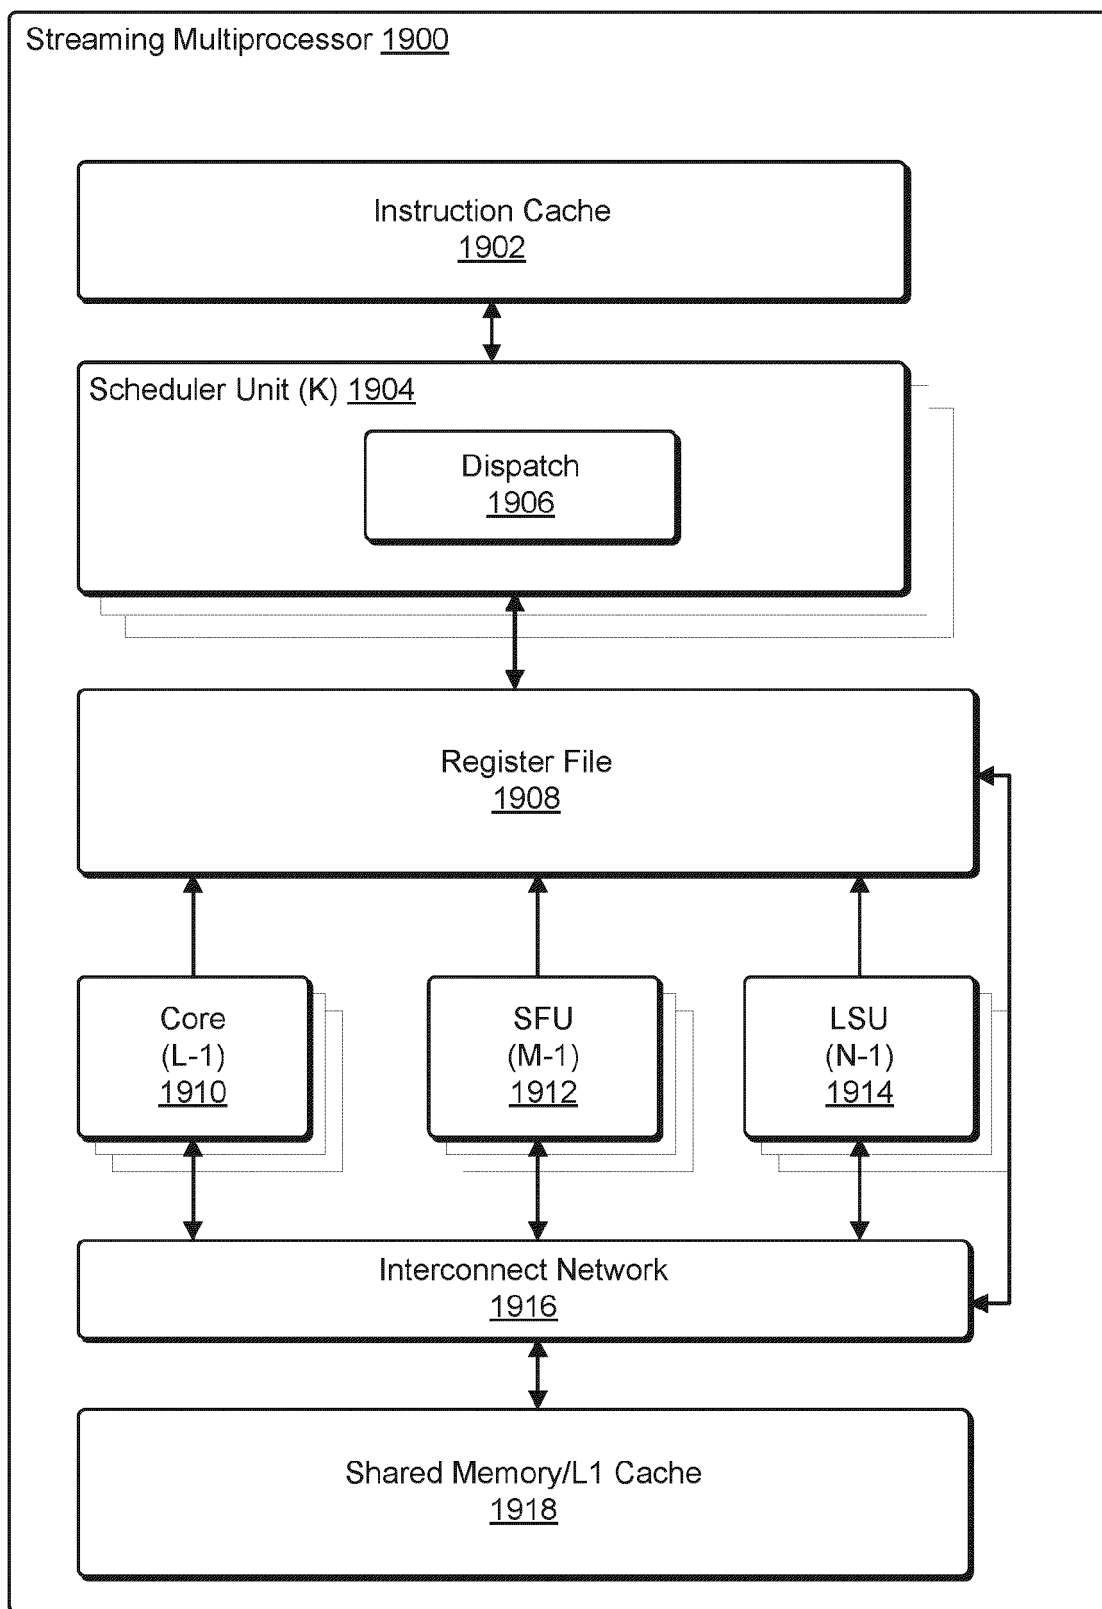 Streaming Multiprocessor 1900
Instruction Cache
1902
Scheduler Unit (K) 1904
Dispatch
1906
Register File
1908
Core
(L-1)
1910
SFU
(M-1)
1912
LSU
(N-1)
1914
Interconnect Network
1916
Shared Memory/L1 Cache
1918